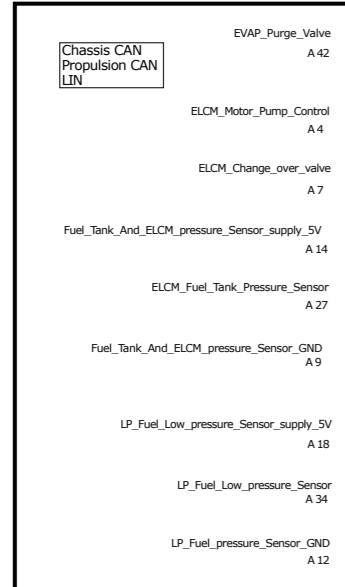 EVAP_Purge_Valve
A 42
Chassis CAN
Propulsion CAN
LIN
ELCM_Motor_Pump_Control
A 4
ELCM_Change_over_valve
A 7
Fuel_Tank_And_ELCM_pressure_Sensor_supply_5V
A 14
ELCM_Fuel_Tank_Pressure_Sensor
A 27
Fuel_Tank_And_ELCM_pressure_Sensor_GND
A 9
LP_Fuel_Low_pressure_Sensor_supply_5V
A 18
LP_Fuel_Low_pressure_Sensor
A 34
LP_Fuel_pressure_Sensor_GND
A 12